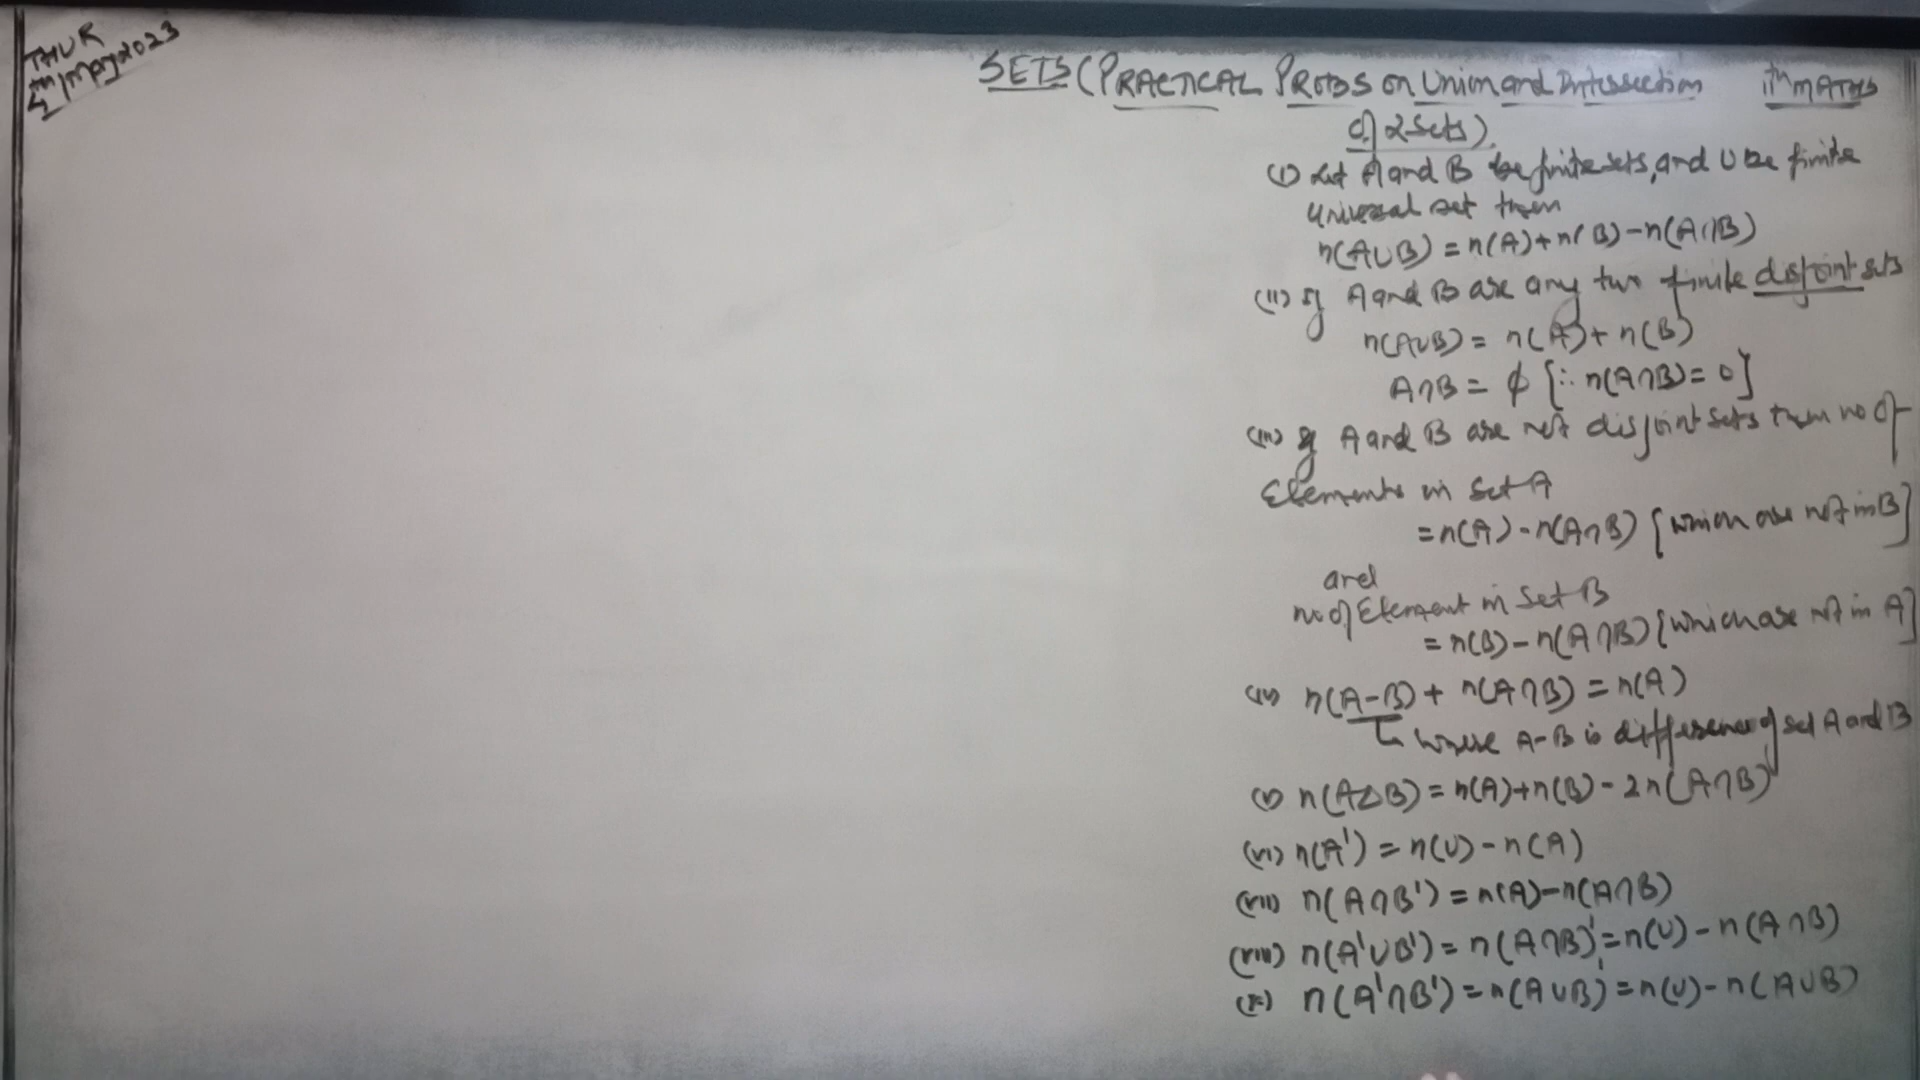 THUR
4th May 2023
SETS (PRACTICAL PROBS on Union and Intersection 11th MATHS
of 2 Sets).
(i) Let A and B be finite sets, and U be finite
universal set then
n(A∪B) = n(A) + n(B) - n(A∩B)
(ii) If A and B are any two finite disjoint sets
n(A∪B) = n(A) + n(B)
A∩B = ϕ [∵ n(A∩B) = 0]
(iii) If A and B are not disjoint sets then no of
Elements in Set A
= n(A) - n(A∩B) [which are not in B]
and
no of Element in Set B
= n(B) - n(A∩B) [which are not in A]
(iv) n(A-B) + n(A∩B) = n(A)
↳ where A-B is difference of set A and B
(v) n(A△B) = n(A) + n(B) - 2n(A∩B)
(vi) n(A') = n(U) - n(A)
(vii) n(A∩B') = n(A) - n(A∩B)
(viii) n(A'∪B') = n(A∩B)' = n(U) - n(A∩B)
(ix) n(A'∩B') = n(A∪B)' = n(U) - n(A∪B)